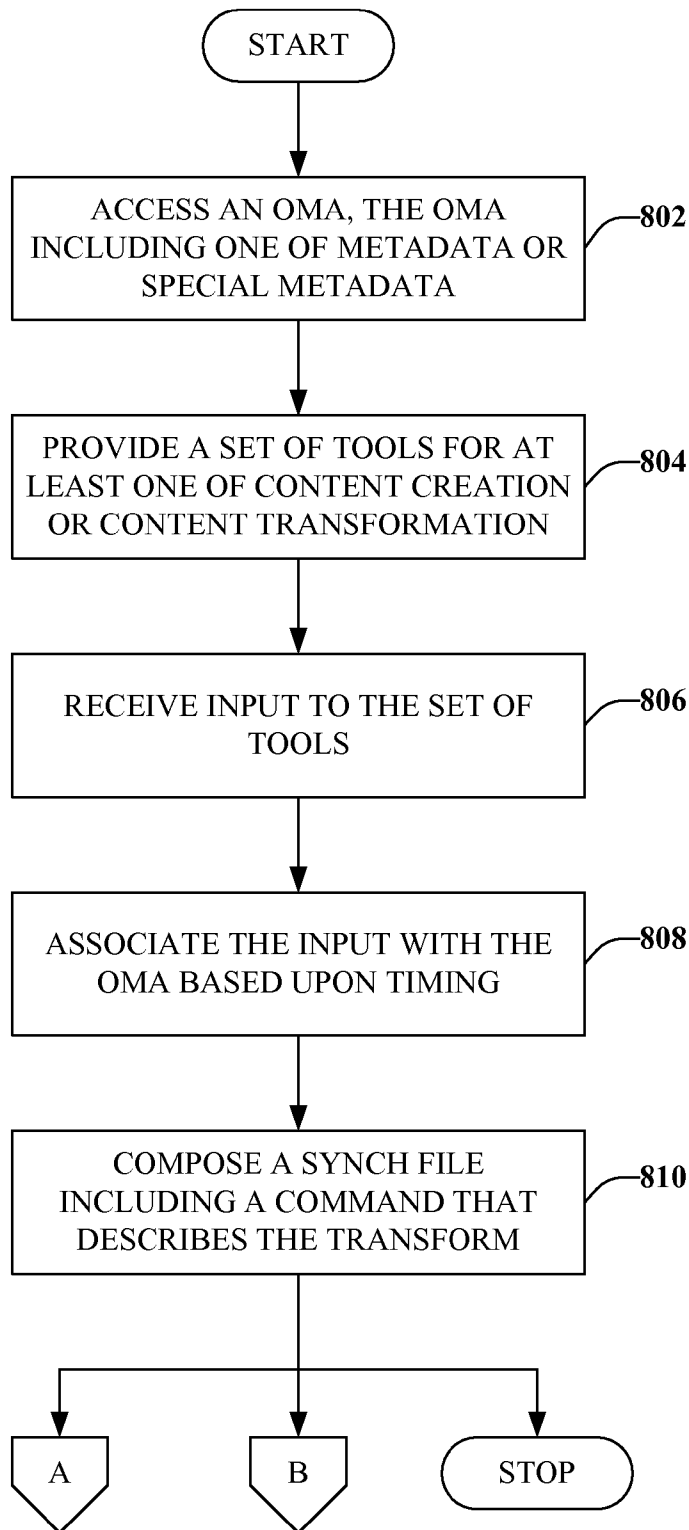 START
ACCESS AN OMA, THE OMA
INCLUDING ONE OF METADATA OR
SPECIAL METADATA
802
PROVIDE A SET OF TOOLS FOR AT
LEAST ONE OF CONTENT CREATION
OR CONTENT TRANSFORMATION
804
RECEIVE INPUT TO THE SET OF
TOOLS
806
ASSOCIATE THE INPUT WITH THE
OMA BASED UPON TIMING
808
COMPOSE A SYNCH FILE
INCLUDING A COMMAND THAT
DESCRIBES THE TRANSFORM
810
A
B
STOP